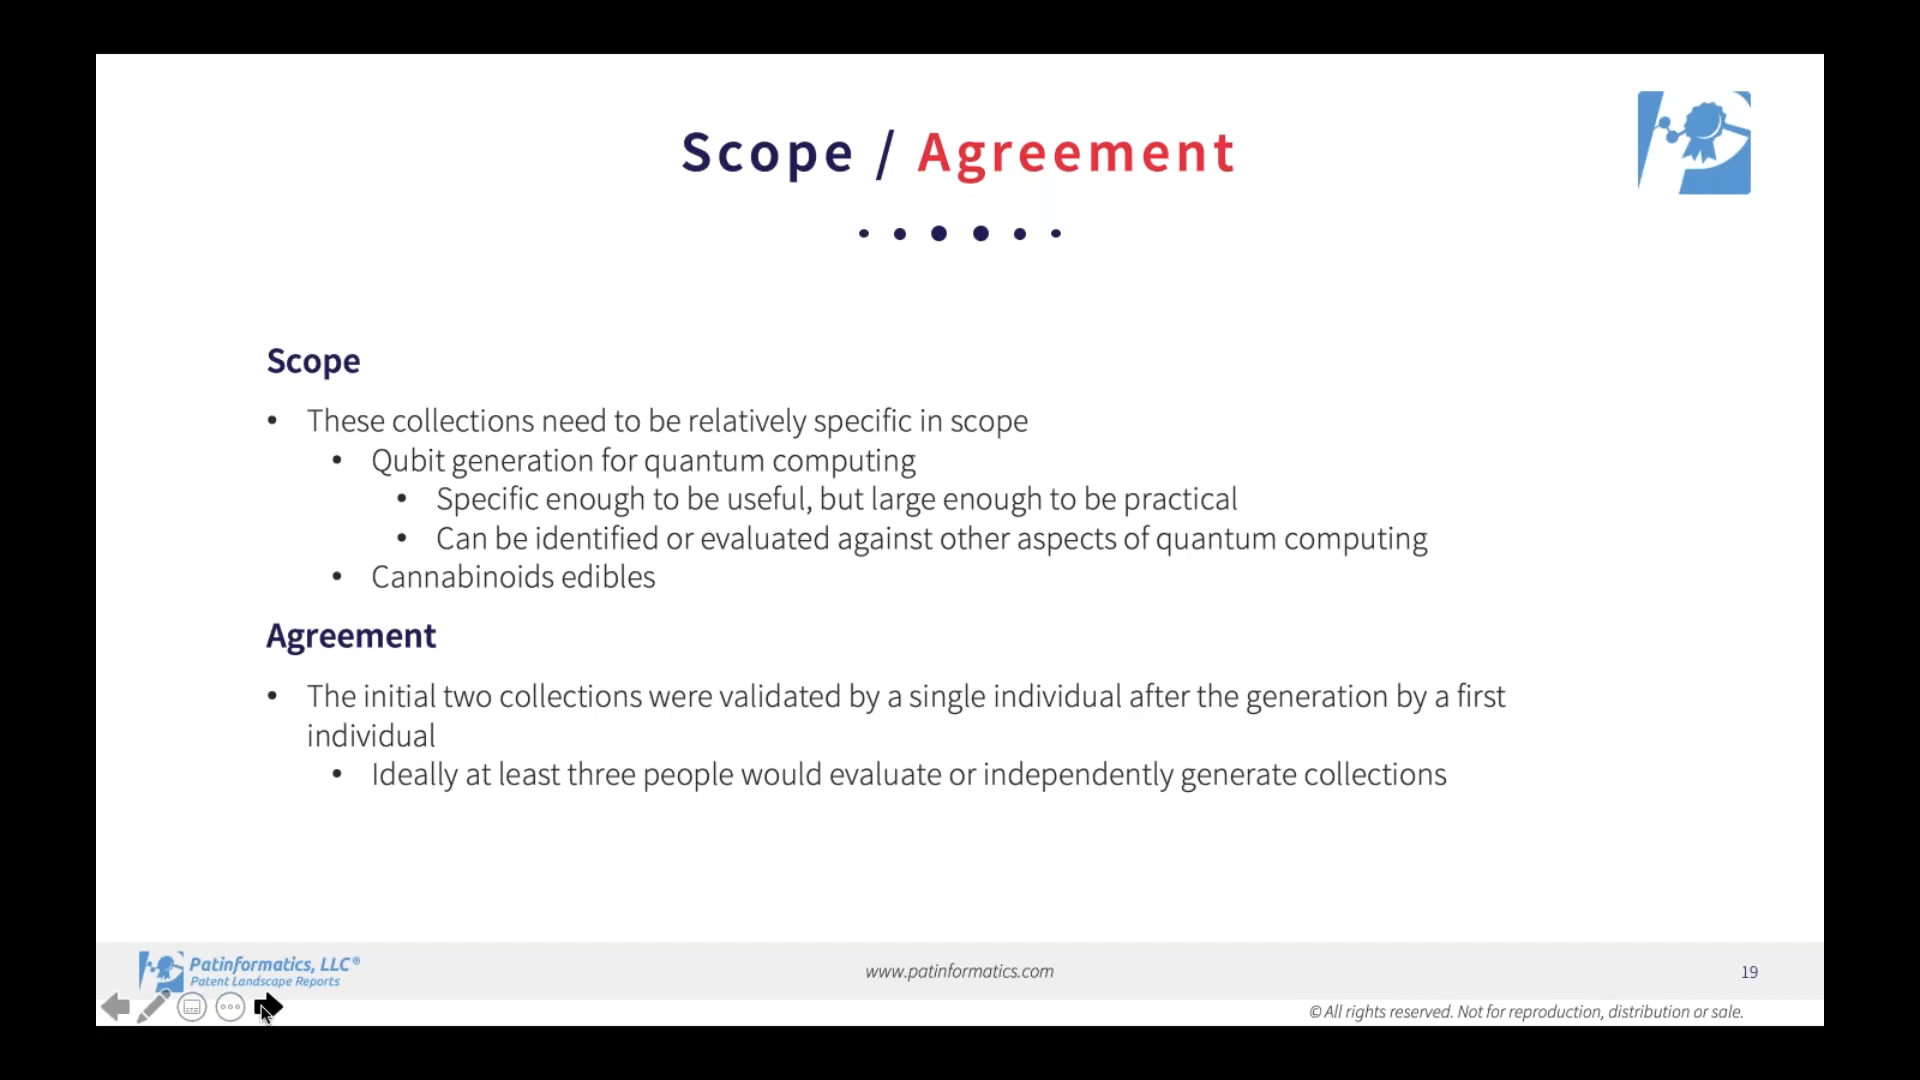 Scope / Agreement
Scope
• These collections need to be relatively specific in scope
• Qubit generation for quantum computing
• Specific enough to be useful, but large enough to be practical
• Can be identified or evaluated against other aspects of quantum computing
• Cannabinoids edibles
Agreement
• The initial two collections were validated by a single individual after the generation by a first
individual
• Ideally at least three people would evaluate or independently generate collections
Patinformatics, LLC®
Patent Landscape Reports
www.patinformatics.com
19
© All rights reserved. Not for reproduction, distribution or sale.